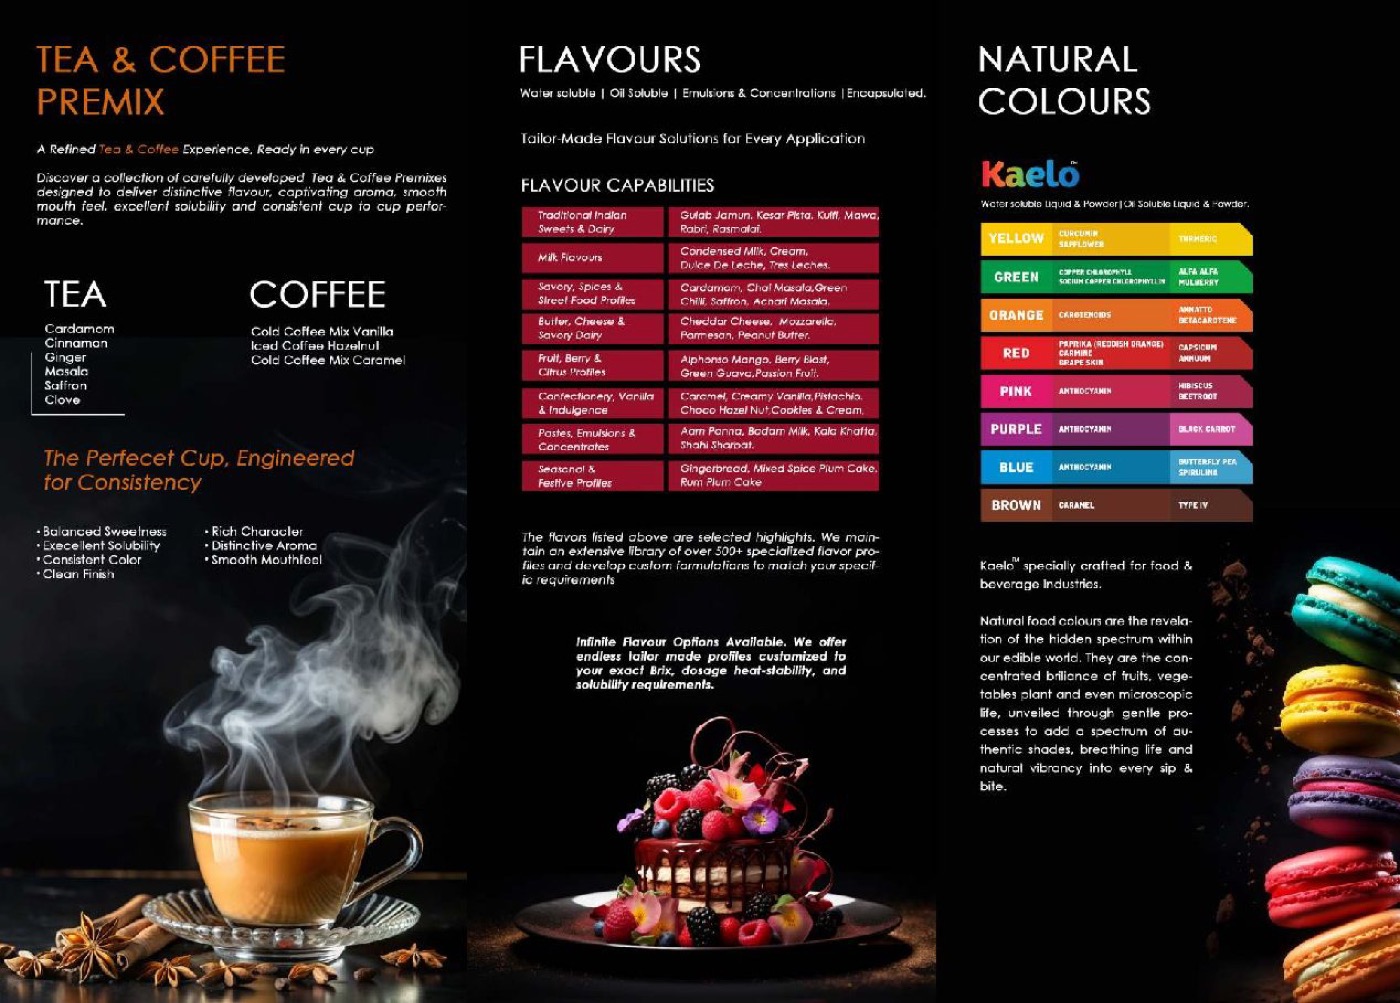 TEA & COFFEE
PREMIX
A Refined Tea & Coffee Experience, Ready in every cup
Discover a collection of carefully developed Tea & Coffee Premixes
designed to deliver distinctive flavour, captivating aroma, smooth
mouth feel, excellent solubility and consistent cup to cup perfor-
mance.
TEA
Cardamom
Cinnamon
Ginger
Masala
Saffron
Clove
COFFEE
Cold Coffee Mix Vanilla
Iced Coffee Hazelnut
Cold Coffee Mix Caramel
The Perfecet Cup, Engineered
for Consistency
• Balanced Sweetness
• Execellent Solubility
• Consistent Color
• Clean Finish
• Rich Character
• Distinctive Aroma
• Smooth Mouthfeel
FLAVOURS
Water soluble | Oil Soluble | Emulsions & Concentrations | Encapsulated.
Tailor-Made Flavour Solutions for Every Application
FLAVOUR CAPABILITIES
Traditional Indian
Sweets & Dairy
Gulab Jamun, Kesar Pista, Kulfi, Mawa,
Rabri, Rasmalai.
Milk Flavours
Condensed Milk, Cream,
Dulce De Leche, Tres Leches.
Savory, Spices &
Street Food Profiles
Cardamom, Chat Masala,Green
Chilli, Saffron, Achari Masala.
Butter, Cheese &
Savory Dairy
Cheddar Cheese, Mozzarella,
Parmesan, Peanut Butter.
Fruit, Berry &
Citrus Profiles
Alphonso Mango, Berry Blast,
Green Guava,Passion Fruit.
Confectionery, Vanilla
& Indulgence
Caramel, Creamy Vanilla,Pistachio.
Choco Hazel Nut,Cookies & Cream,
Pastes, Emulsions &
Concentrates
Aam Panna, Badam Milk, Kala Khatta,
Shahi Sharbat.
Seasonal &
Festive Profiles
Gingerbread, Mixed Spice Plum Cake,
Rum Plum Cake
The flavors listed above are selected highlights. We main-
tain an extensive library of over 500+ specialized flavor pro-
files and develop custom formulations to match your specif-
ic requirements
Infinite Flavour Options Available. We offer
endless tailor made profiles customized to
your exact Brix, dosage heat-stability, and
solubility requirements.
NATURAL
COLOURS
Kaelo™
Water soluble Liquid & Powder|Oil Soluble Liquid & Powder.
YELLOW
CURCUMIN
SAFFLOWER
TURMERIC
GREEN
COPPER CHLOROPHYLL
SODIUM COPPER CHLOROPHYLLIN
ALFA ALFA
MULBERRY
ORANGE
CAROTENOIDS
ANNATTO
BETACAROTENE
RED
PAPRIKA (REDDISH ORANGE)
CARMINE
GRAPE SKIN
CAPSICUM
ANNUUM
PINK
ANTHOCYANIN
HIBISCUS
BEETROOT
PURPLE
ANTHOCYANIN
BLACK CARROT
BLUE
ANTHOCYANIN
BUTTERFLY PEA
SPIRULINA
BROWN
CARAMEL
TYPE IV
Kaelo™ specially crafted for food &
beverage industries.
Natural food colours are the revela-
tion of the hidden spectrum within
our edible world. They are the con-
centrated briliance of fruits, vege-
tables plant and even microscopic
life, unveiled through gentle pro-
cesses to add a spectrum of au-
thentic shades, breathing life and
natural vibrancy into every sip &
bite.